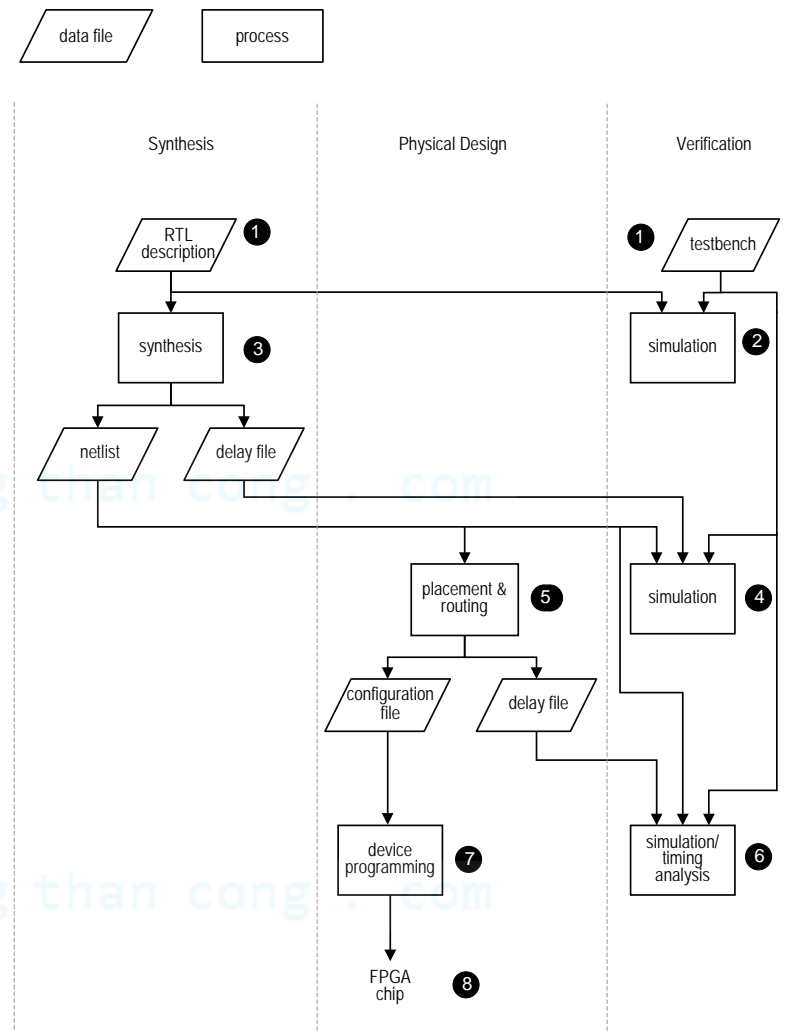 data file
process
Synthesis
Physical Design
Verification
RTL
description
1
1
testbench
synthesis
3
simulation
2
netlist
delay file
g than cong . com
placement &
routing
5
simulation
4
configuration
file
delay file
device
programming
7
simulation/
timing
analysis
6
g than cong . com
FPGA
chip
8